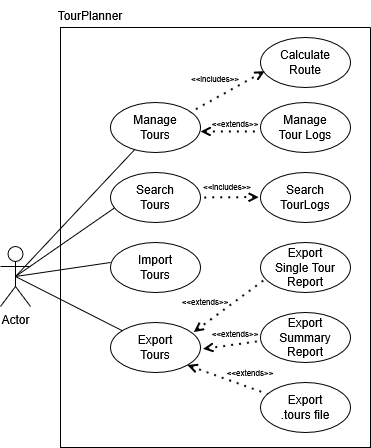 TourPlanner
Calculate
Route
<<includes>>
Manage
Tours
<<extends>>
Manage
Tour Logs
Search
Tours
<<includes>>
Search
TourLogs
Import
Tours
Export
Single Tour
Report
<<extends>>
Actor
Export
Tours
<<extends>>
Export
Summary
Report
<<extends>>
Export
.tours file